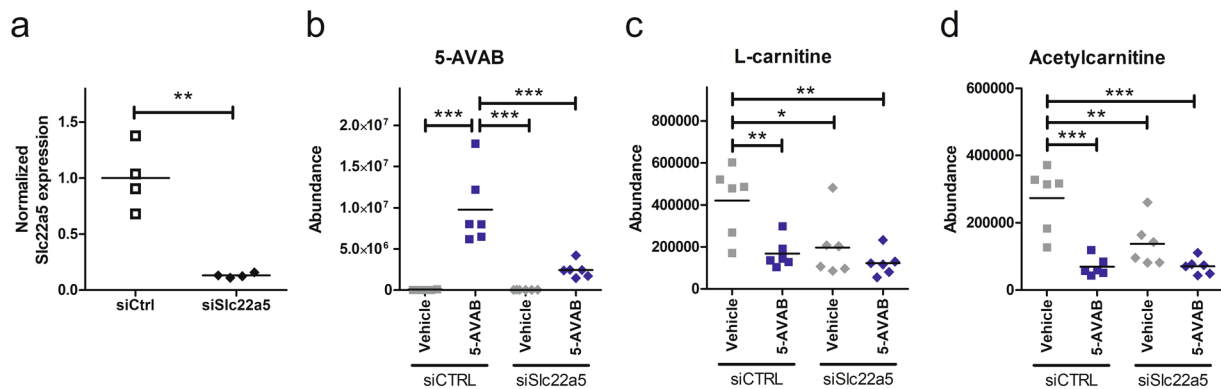 a
Normalized
Slc22a5 expression
1.5
1.0
0.5
0.0
**
siCtrl
siSlc22a5
b
5-AVAB
Abundance
2.0×10⁷
1.5×10⁷
1.0×10⁷
5.0×10⁶
0
***
***
***
Vehicle
5-AVAB
Vehicle
5-AVAB
siCTRL
siSlc22a5
c
L-carnitine
Abundance
800000
600000
400000
200000
0
**
*
**
Vehicle
5-AVAB
Vehicle
5-AVAB
siCTRL
siSlc22a5
d
Acetylcarnitine
Abundance
600000
400000
200000
0
***
**
***
Vehicle
5-AVAB
Vehicle
5-AVAB
siCTRL
siSlc22a5